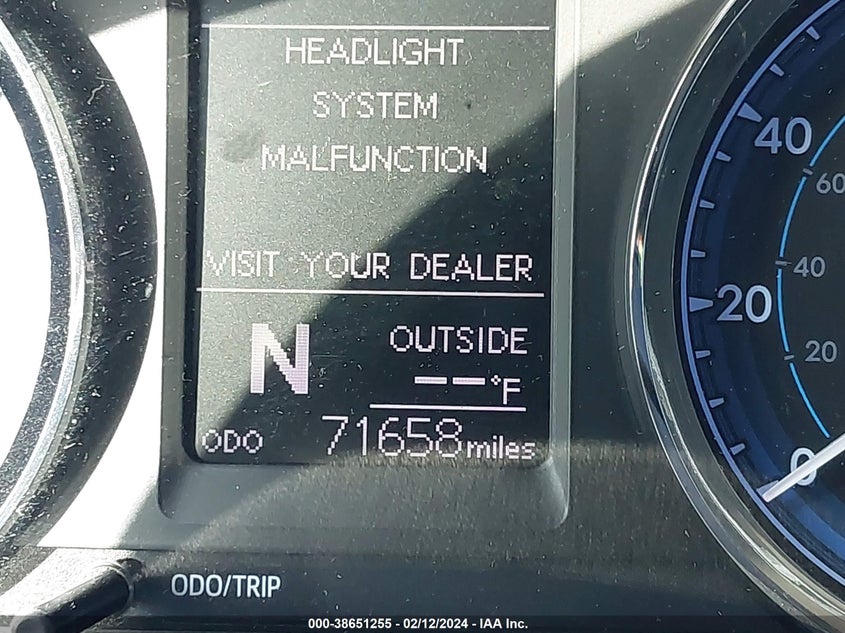 HEADLIGHT
SYSTEM
MALFUNCTION
VISIT YOUR DEALER
N
OUTSIDE
--°F
ODO 71658 miles
40
20
0
60
40
20
ODO/TRIP
000-38651255 - 02/12/2024 - IAA Inc.